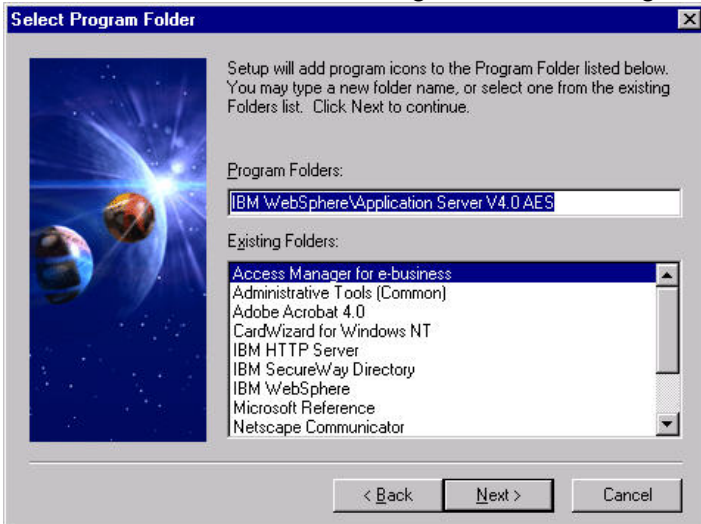 Select Program Folder
Setup will add program icons to the Program Folder listed below.
You may type a new folder name, or select one from the existing
Folders list. Click Next to continue.
Program Folders:
IBM WebSphere\Application Server V4.0 AES
Existing Folders:
Access Manager for e-business
Administrative Tools (Common)
Adobe Acrobat 4.0
CardWizard for Windows NT
IBM HTTP Server
IBM SecureWay Directory
IBM WebSphere
Microsoft Reference
Netscape Communicator
< Back
Next >
Cancel